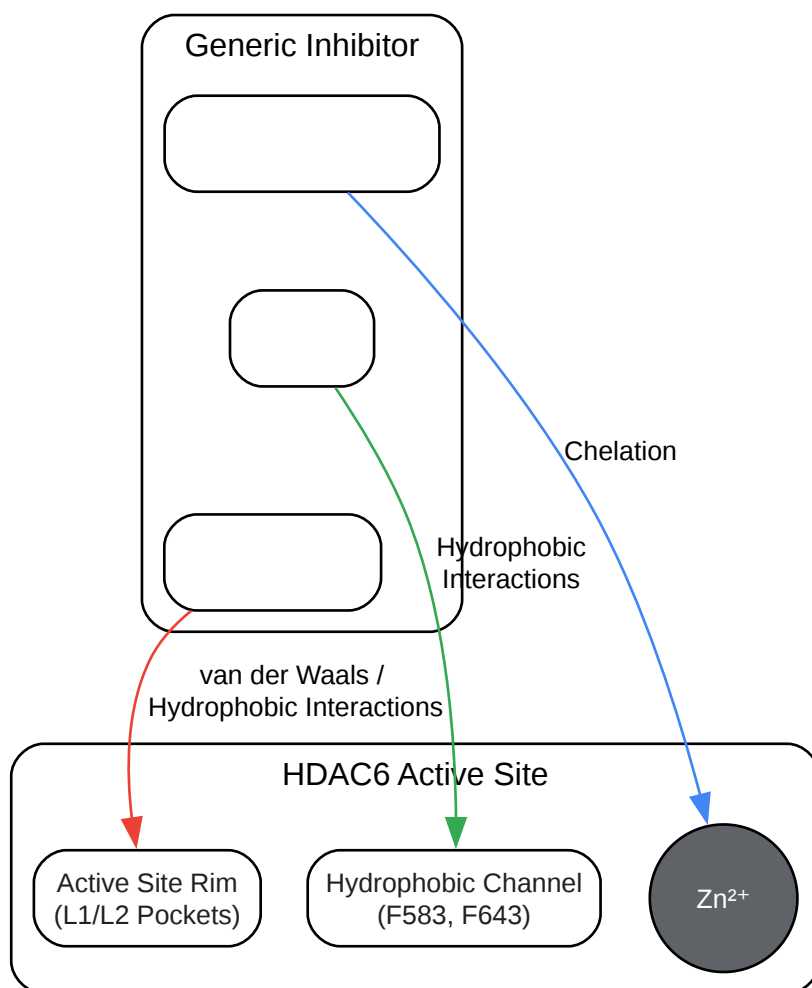 Generic Inhibitor
Chelation
Hydrophobic
Interactions
van der Waals /
Hydrophobic Interactions
HDAC6 Active Site
Active Site Rim
(L1/L2 Pockets)
Hydrophobic Channel
(F583, F643)
Zn²⁺